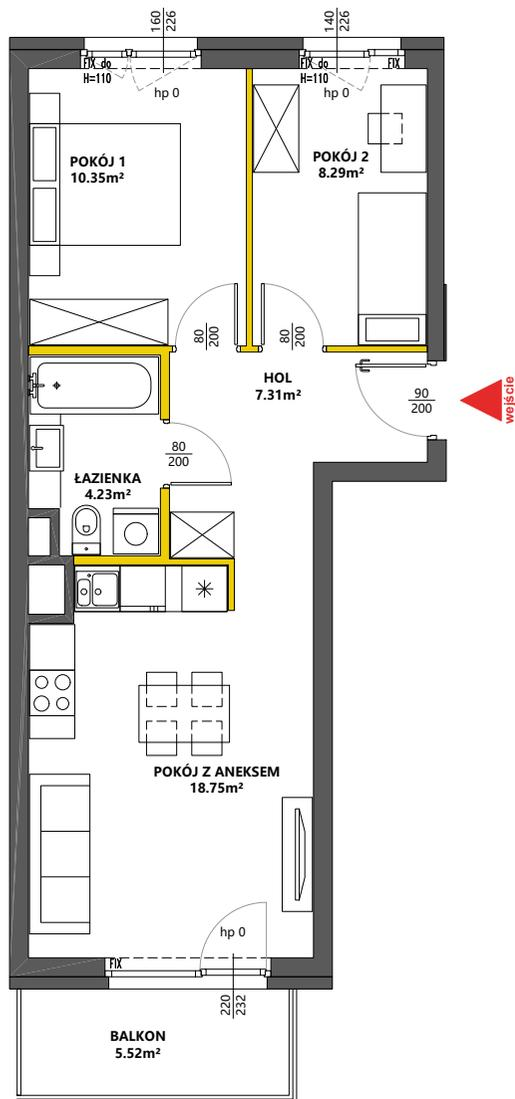 160
226
140
226
FIX do
H=110
hp 0
FIX do
H=110
FIX
hp 0
POKÓJ 1
10.35m²
POKÓJ 2
8.29m²
80
200
80
200
HOL
7.31m²
90
200
wejście
80
200
ŁAZIENKA
4.23m²
POKÓJ Z ANEKSEM
18.75m²
hp 0
FIX
220
232
BALKON
5.52m²